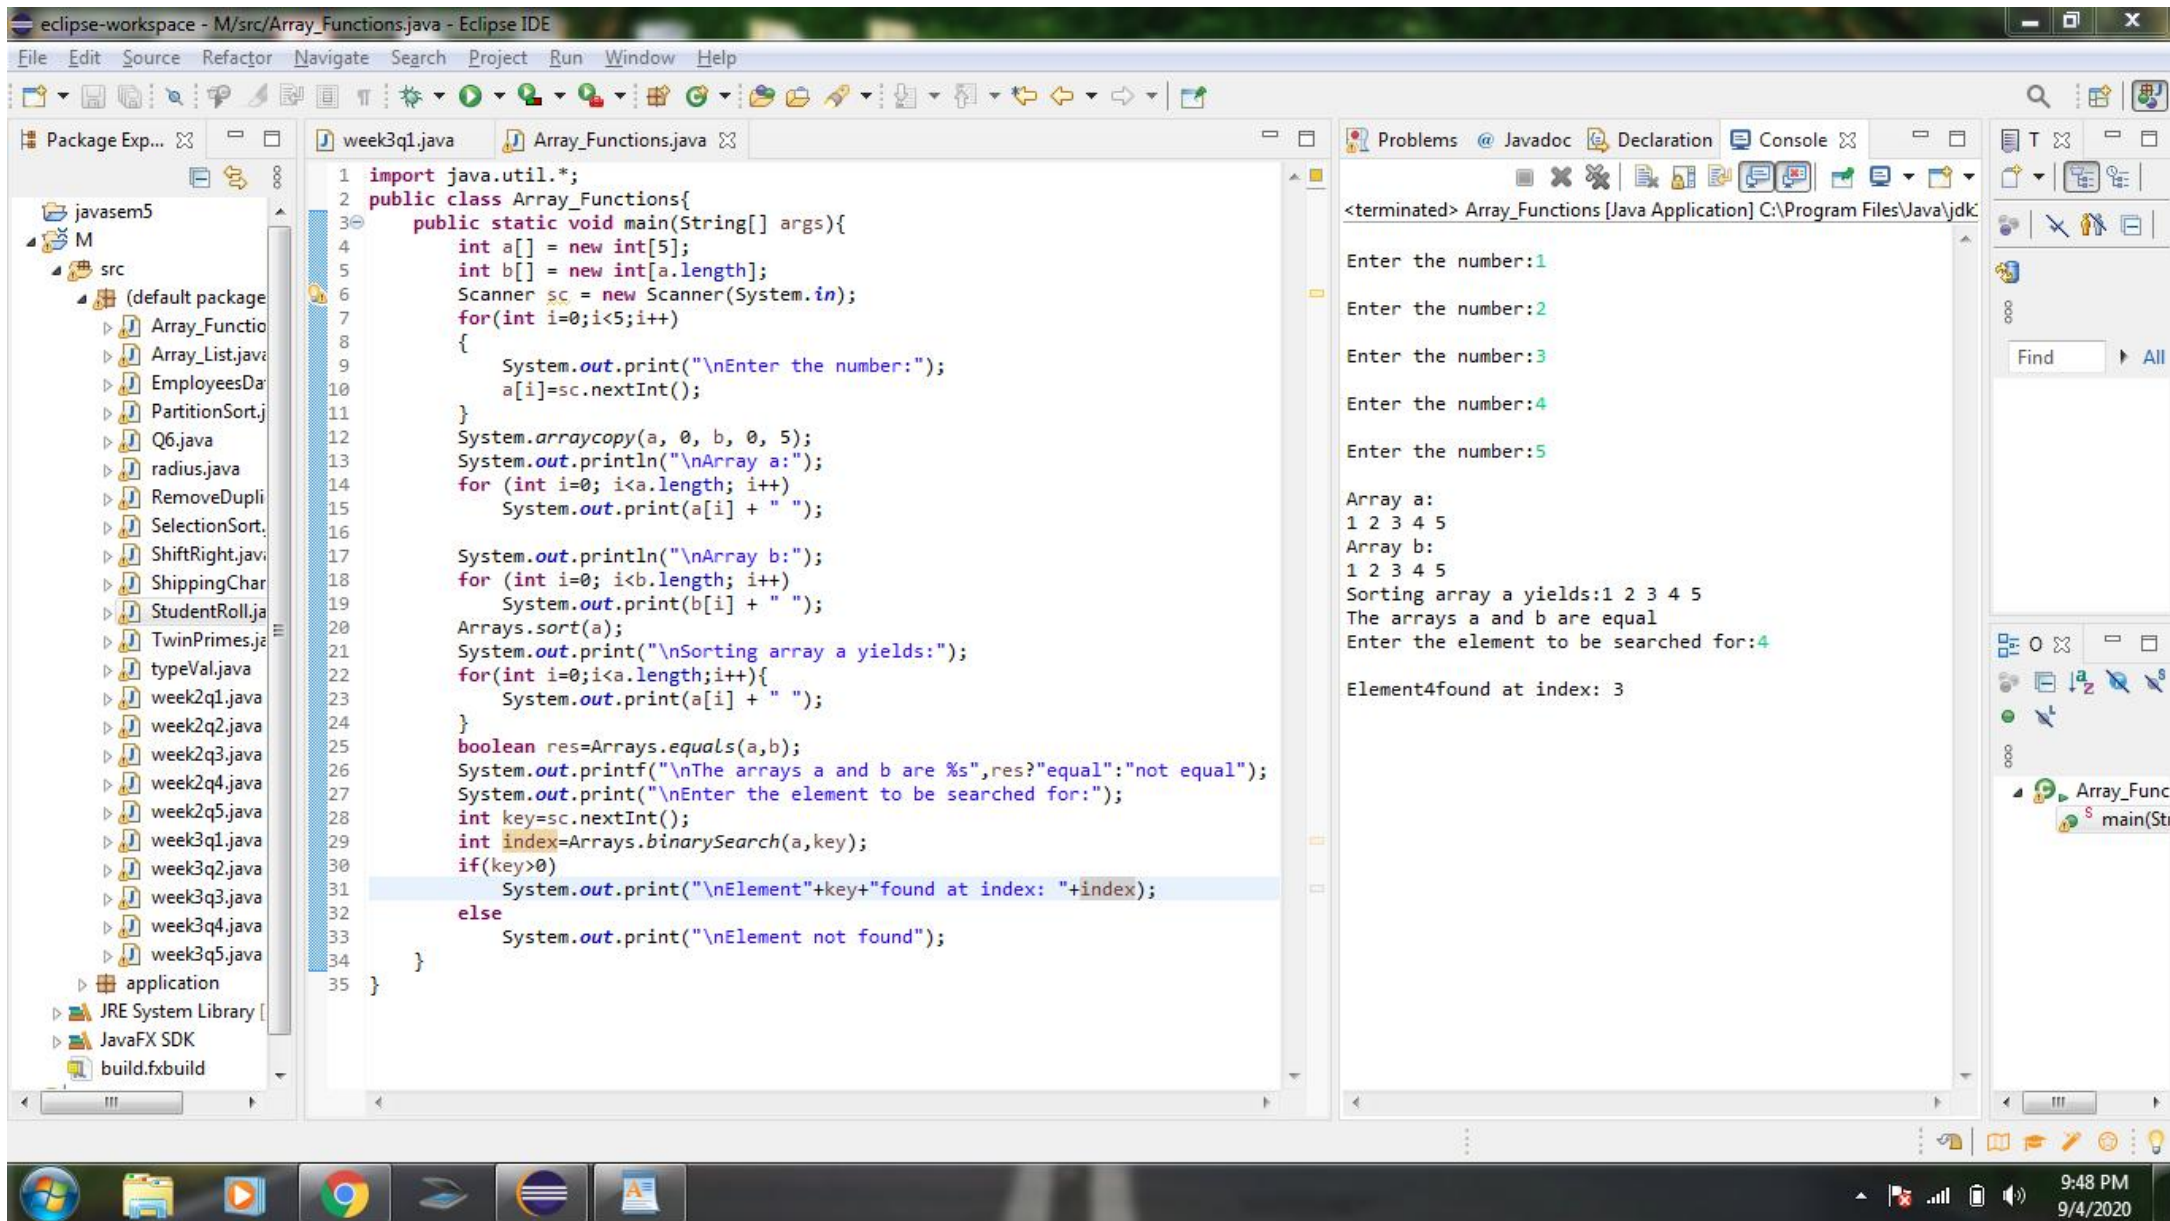 eclipse-workspace - M/src/Array_Functions.java - Eclipse IDE
File Edit Source Refactor Navigate Search Project Run Window Help
Package Exp...
javasem5
M
src
(default package
Array_Functio
Array_List.java
EmployeesDa
PartitionSort.j
Q6.java
radius.java
RemoveDupli
SelectionSort.
ShiftRight.java
ShippingChar
StudentRoll.ja
TwinPrimes.ja
typeVal.java
week2q1.java
week2q2.java
week2q3.java
week2q4.java
week2q5.java
week3q1.java
week3q2.java
week3q3.java
week3q4.java
week3q5.java
application
JRE System Library [
JavaFX SDK
build.fxbuild
week3q1.java Array_Functions.java
1 import java.util.*;
2 public class Array_Functions{
3 public static void main(String[] args){
4 int a[] = new int[5];
5 int b[] = new int[a.length];
6 Scanner sc = new Scanner(System.in);
7 for(int i=0;i<5;i++)
8 {
9 System.out.print("\nEnter the number:");
10 a[i]=sc.nextInt();
11 }
12 System.arraycopy(a, 0, b, 0, 5);
13 System.out.println("\nArray a:");
14 for (int i=0; i<a.length; i++)
15 System.out.print(a[i] + " ");
16
17 System.out.println("\nArray b:");
18 for (int i=0; i<b.length; i++)
19 System.out.print(b[i] + " ");
20 Arrays.sort(a);
21 System.out.print("\nSorting array a yields:");
22 for(int i=0;i<a.length;i++){
23 System.out.print(a[i] + " ");
24 }
25 boolean res=Arrays.equals(a,b);
26 System.out.printf("\nThe arrays a and b are %s",res?"equal":"not equal");
27 System.out.print("\nEnter the element to be searched for:");
28 int key=sc.nextInt();
29 int index=Arrays.binarySearch(a,key);
30 if(key>0)
31 System.out.print("\nElement"+key+"found at index: "+index);
32 else
33 System.out.print("\nElement not found");
34 }
35 }
Problems @ Javadoc Declaration Console
<terminated> Array_Functions [Java Application] C:\Program Files\Java\jdk
Enter the number:1
Enter the number:2
Enter the number:3
Enter the number:4
Enter the number:5
Array a:
1 2 3 4 5
Array b:
1 2 3 4 5
Sorting array a yields:1 2 3 4 5
The arrays a and b are equal
Enter the element to be searched for:4
Element4found at index: 3
T
Find All
O
Array_Func
main(Str
9:48 PM
9/4/2020